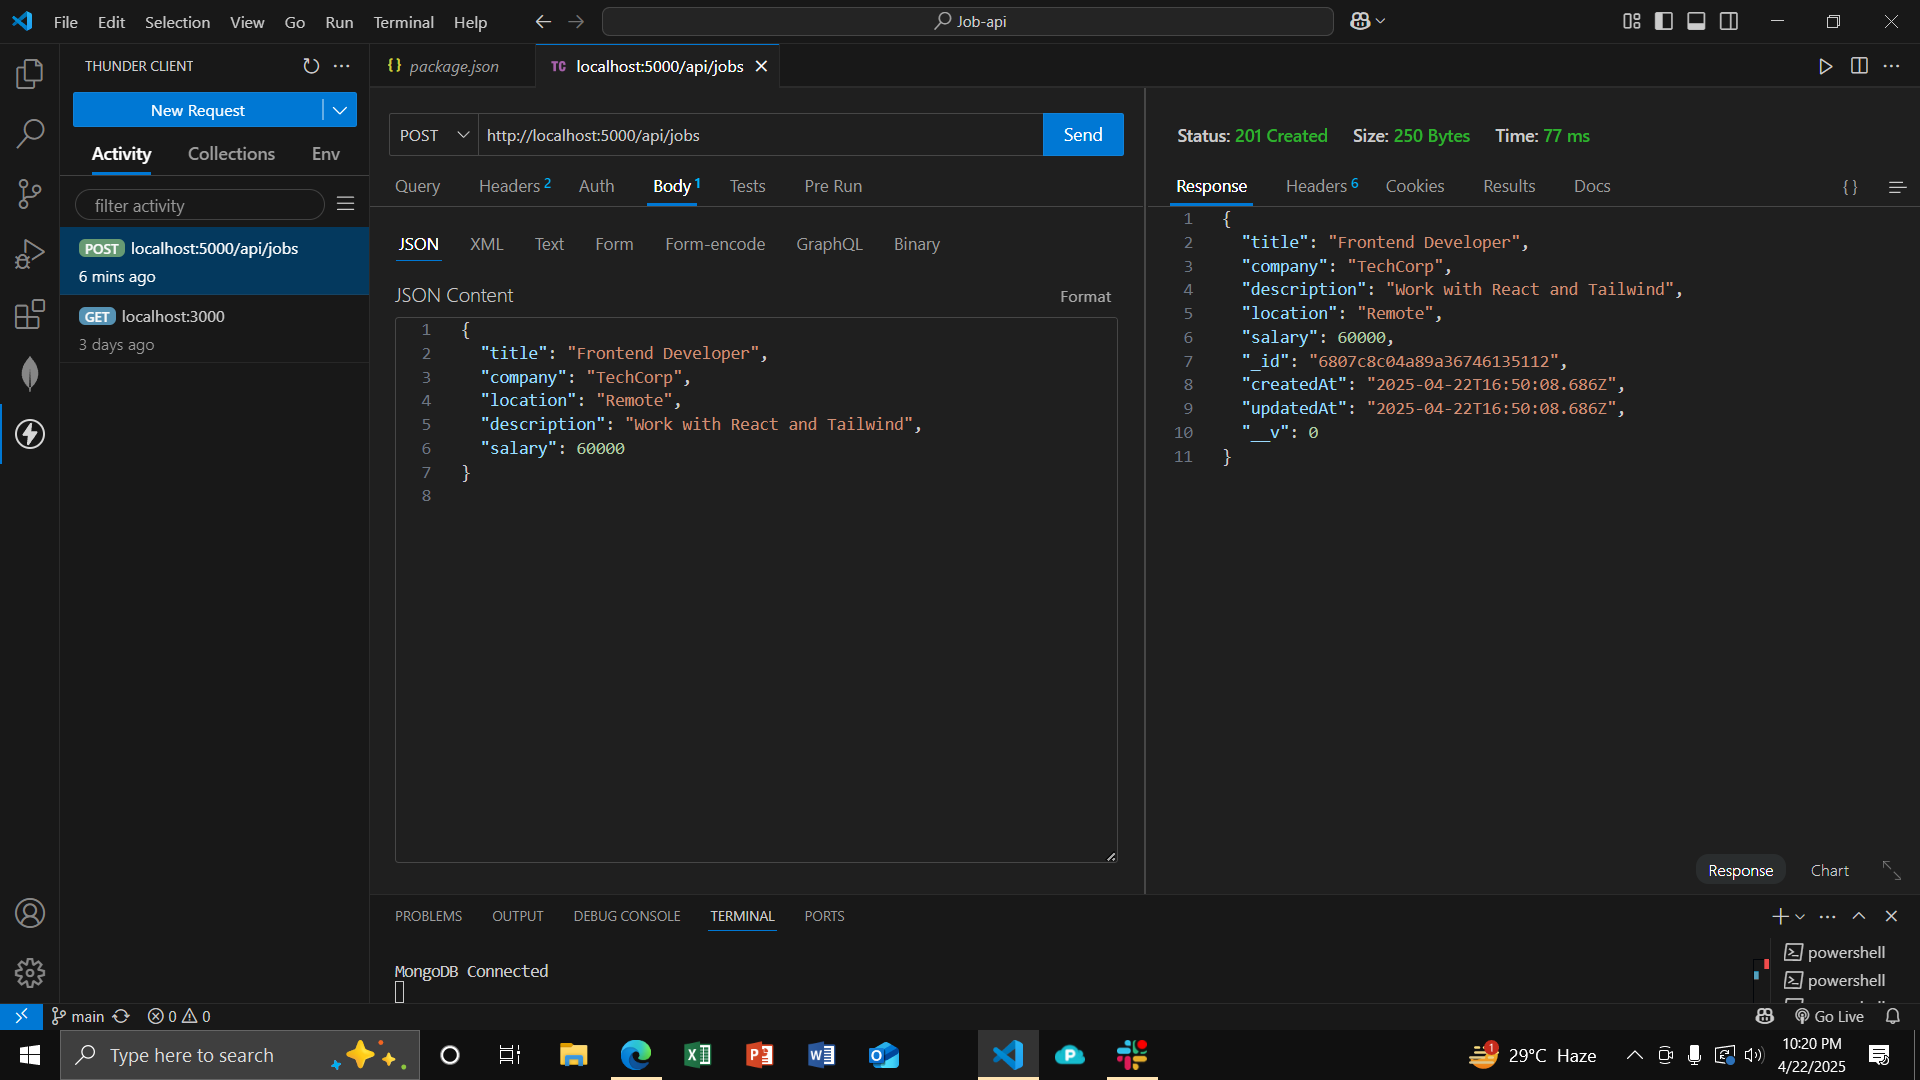 File Edit Selection View Go Run Terminal Help
Job-api
THUNDER CLIENT
New Request
Activity Collections Env
filter activity
POST localhost:5000/api/jobs
6 mins ago
GET localhost:3000
3 days ago
{} package.json
TC localhost:5000/api/jobs
POST http://localhost:5000/api/jobs Send
Query Headers 2 Auth Body 1 Tests Pre Run
JSON XML Text Form Form-encode GraphQL Binary
JSON Content Format
1 {
2 "title": "Frontend Developer",
3 "company": "TechCorp",
4 "location": "Remote",
5 "description": "Work with React and Tailwind",
6 "salary": 60000
7 }
8
Status: 201 Created Size: 250 Bytes Time: 77 ms
Response Headers 6 Cookies Results Docs {}
1 {
2 "title": "Frontend Developer",
3 "company": "TechCorp",
4 "description": "Work with React and Tailwind",
5 "location": "Remote",
6 "salary": 60000,
7 "_id": "6807c8c04a89a36746135112",
8 "createdAt": "2025-04-22T16:50:08.686Z",
9 "updatedAt": "2025-04-22T16:50:08.686Z",
10 "__v": 0
11 }
Response Chart
PROBLEMS OUTPUT DEBUG CONSOLE TERMINAL PORTS
MongoDB Connected
powershell
powershell
main 0 0
Go Live
Type here to search
1
29°C Haze
10:20 PM
4/22/2025